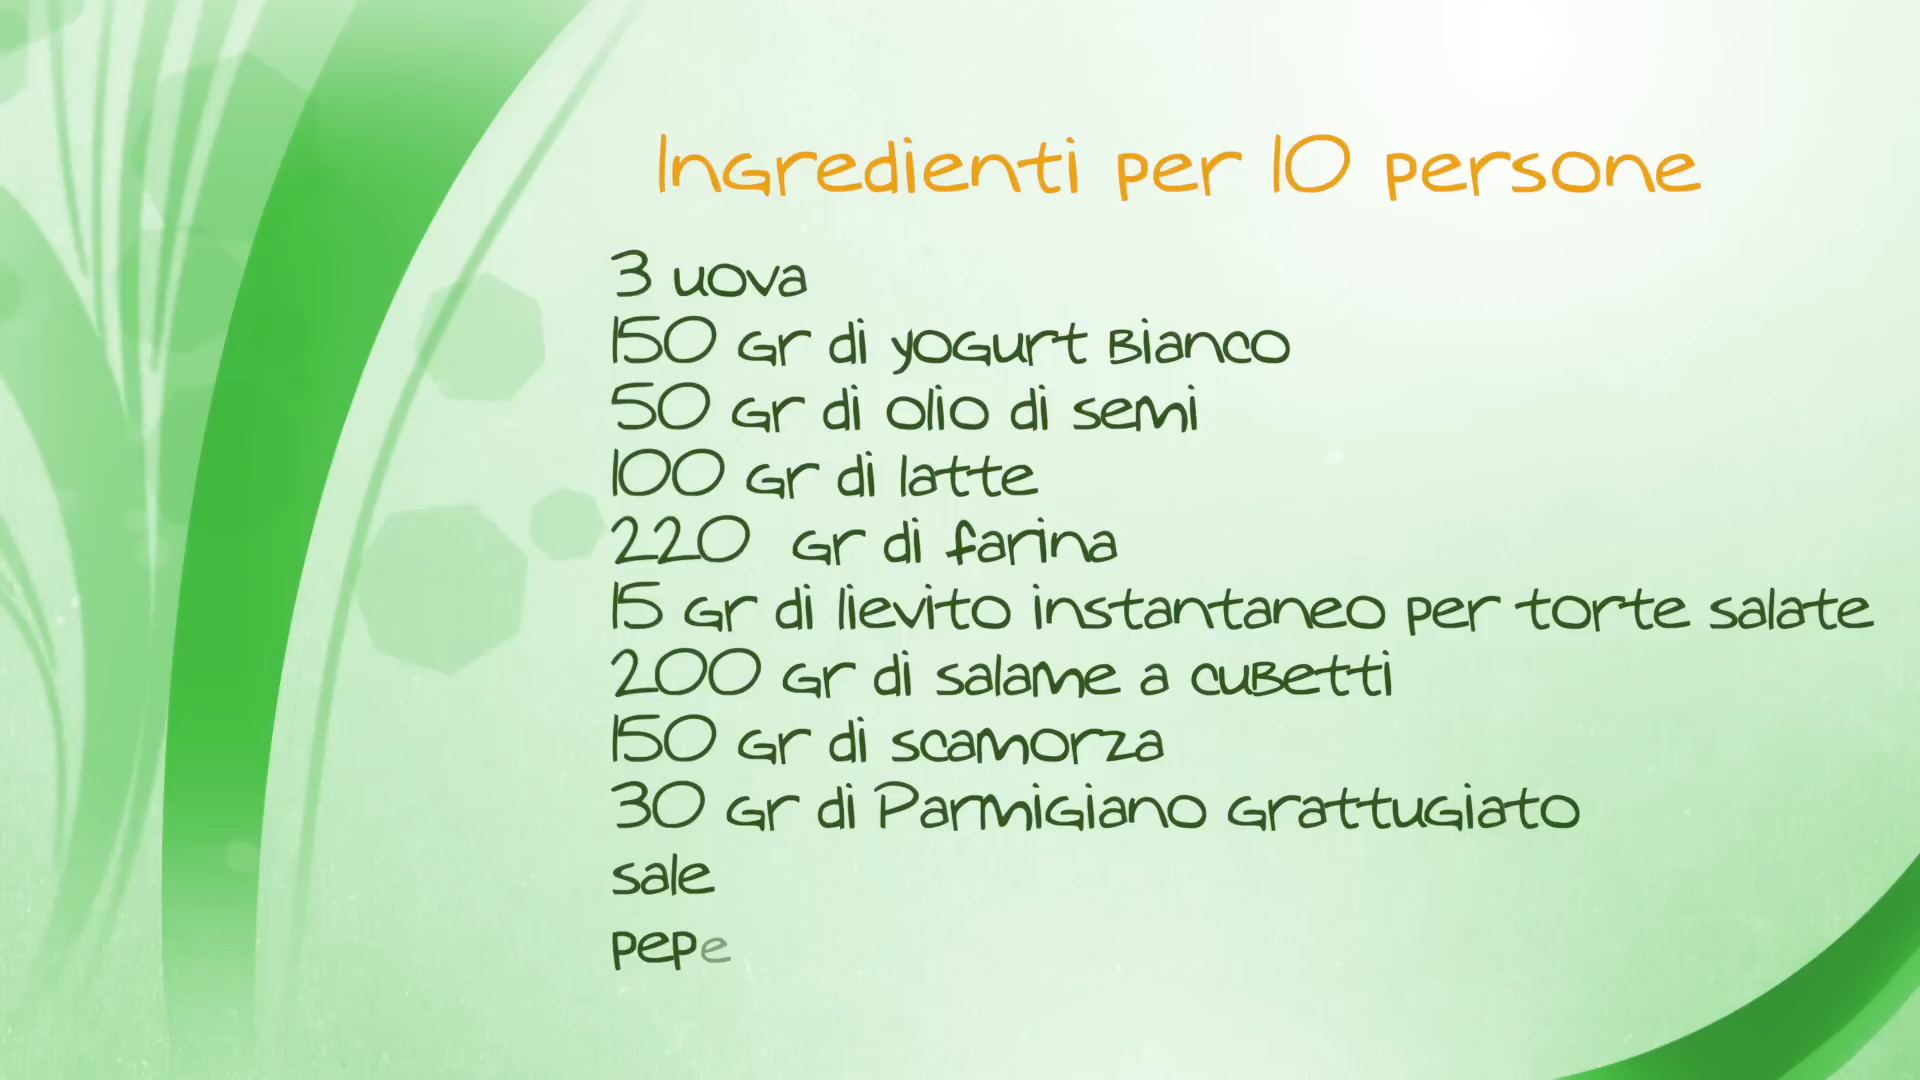 Ingredienti per 10 persone
3 uova
150 gr di yogurt bianco
50 gr di olio di semi
100 gr di latte
220 gr di farina
15 gr di lievito instantaneo per torte salate
200 gr di salame a cubetti
150 gr di scamorza
30 gr di Parmigiano grattugiato
sale
pepe